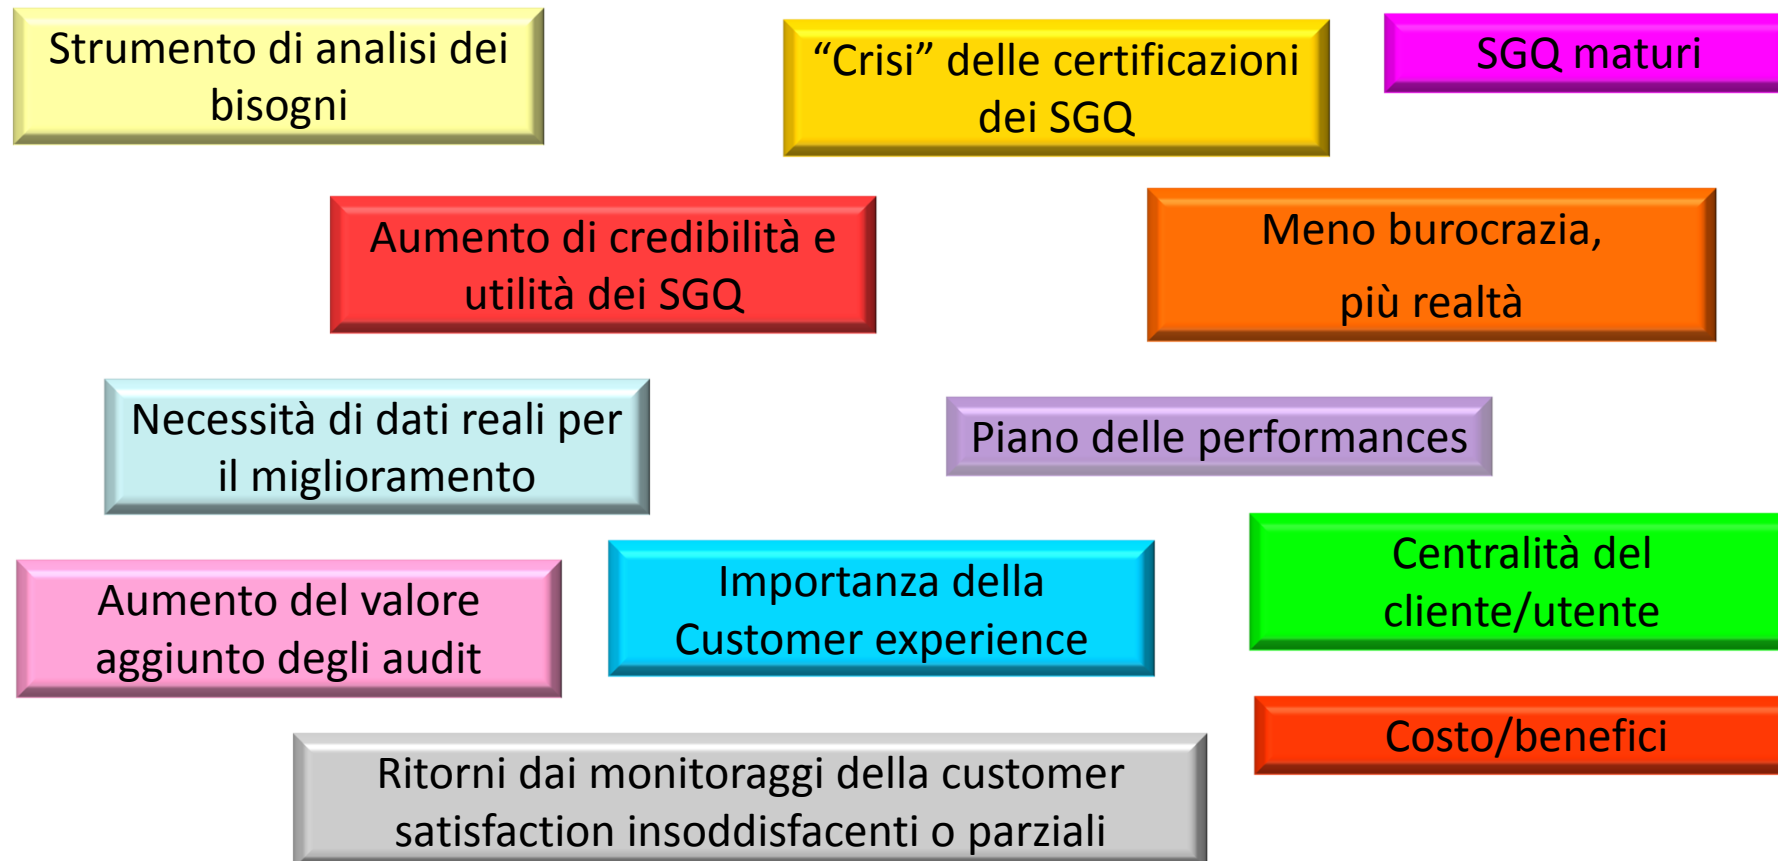 Strumento di analisi dei
bisogni
“Crisi” delle certificazioni
dei SGQ
SGQ maturi
Aumento di credibilità e
utilità dei SGQ
Meno burocrazia,
più realtà
Necessità di dati reali per
il miglioramento
Piano delle performances
Aumento del valore
aggiunto degli audit
Importanza della
Customer experience
Centralità del
cliente/utente
Costo/benefici
Ritorni dai monitoraggi della customer
satisfaction insoddisfacenti o parziali